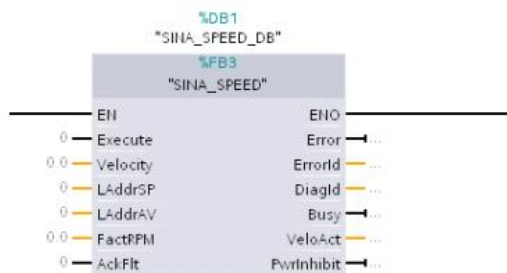 %DB1
"SINA_SPEED_DB"
%FB3
"SINA_SPEED"
EN ENO
0 Execute Error ...
0.0 Velocity ErrorId ...
0 LAddrSP DiagId ...
0 LAddrAV Busy ...
0.0 FactRPM VeloAct ...
0 AckFlt PwrInhibit ...